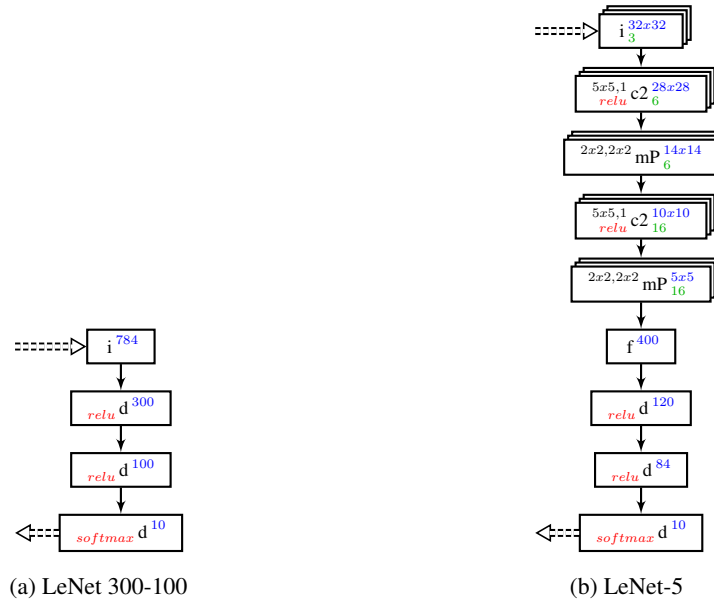 i 784
relu d 300
relu d 100
softmax d 10
(a) LeNet 300-100
i 32x32 3
5x5,1 relu c2 28x28 6
2x2,2x2 mP 14x14 6
5x5,1 relu c2 10x10 16
2x2,2x2 mP 5x5 16
f 400
relu d 120
relu d 84
softmax d 10
(b) LeNet-5